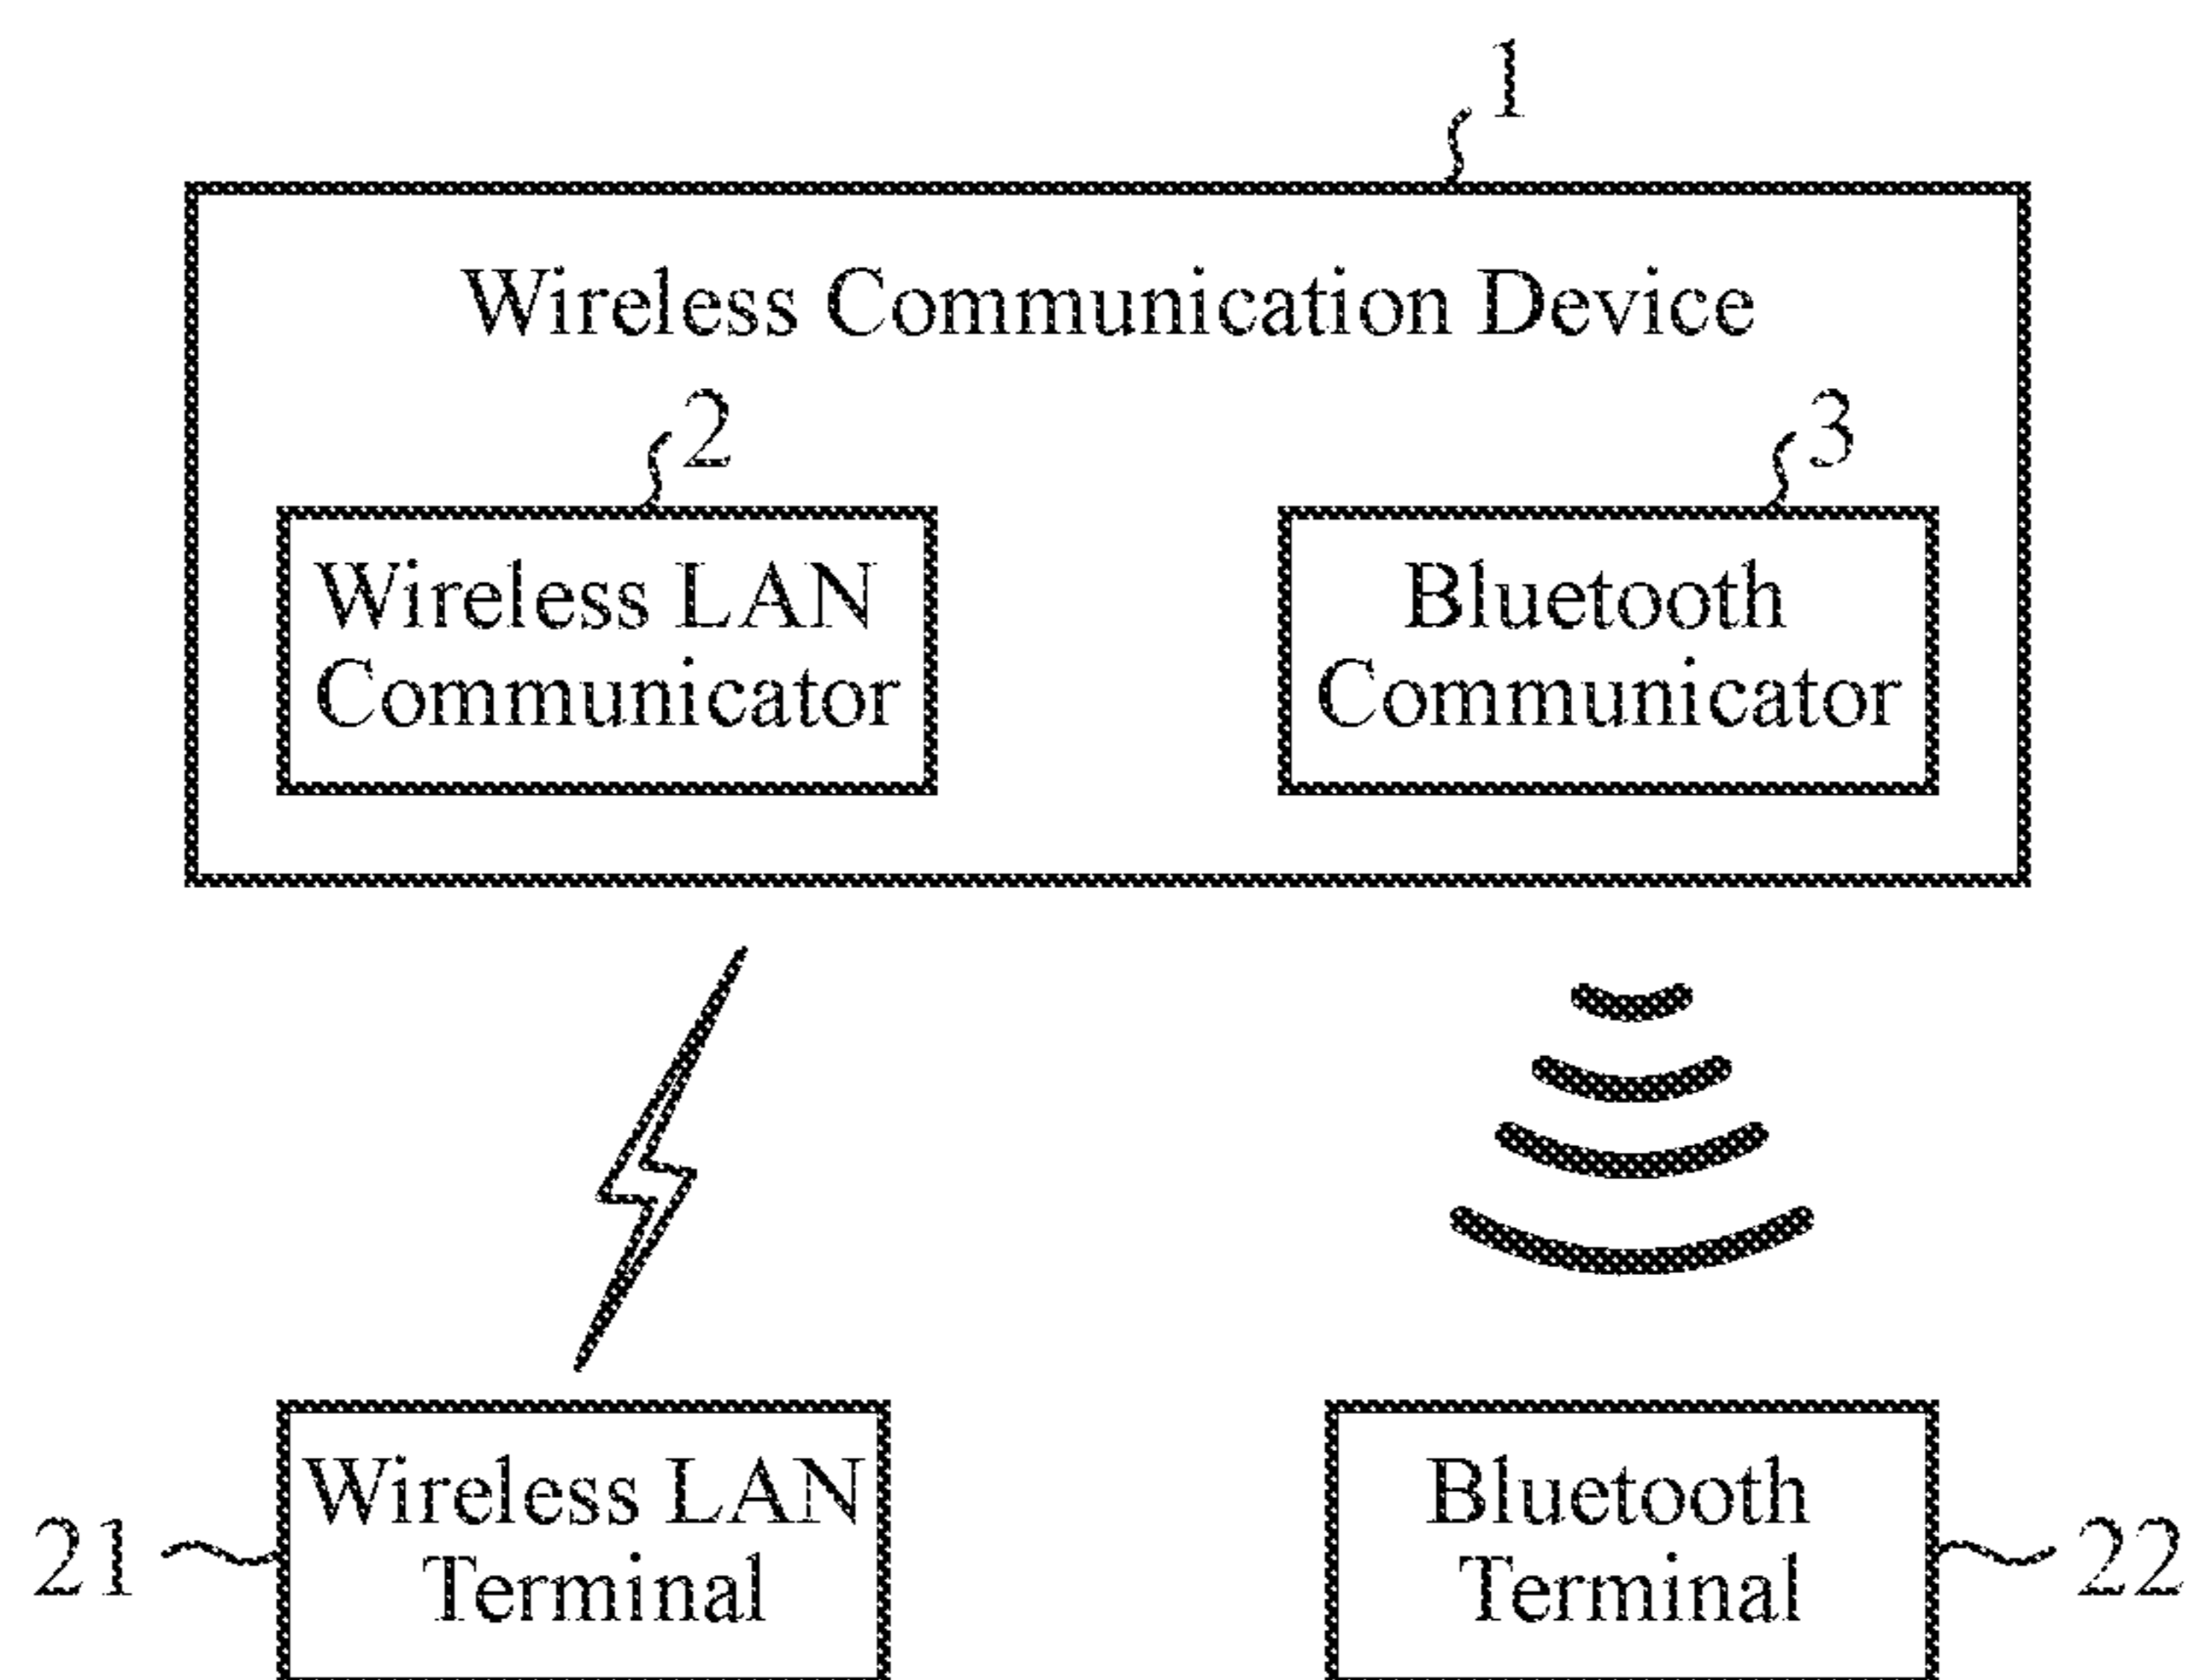 1
Wireless Communication Device
2
3
Wireless LAN
Communicator
Bluetooth
Communicator
Wireless LAN
Terminal
21
Bluetooth
Terminal
22